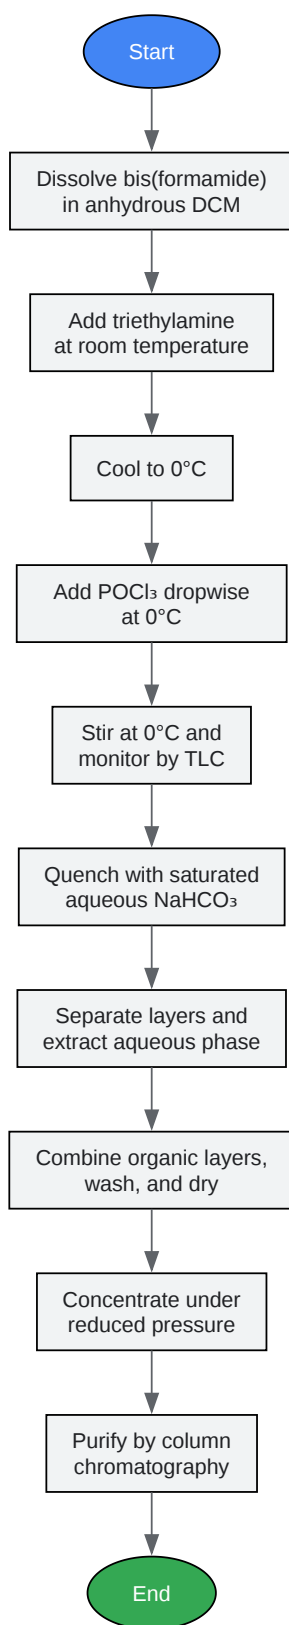 Start
Dissolve bis(formamide)
in anhydrous DCM
Add triethylamine
at room temperature
Cool to 0°C
Add POCl₃ dropwise
at 0°C
Stir at 0°C and
monitor by TLC
Quench with saturated
aqueous NaHCO₃
Separate layers and
extract aqueous phase
Combine organic layers,
wash, and dry
Concentrate under
reduced pressure
Purify by column
chromatography
End